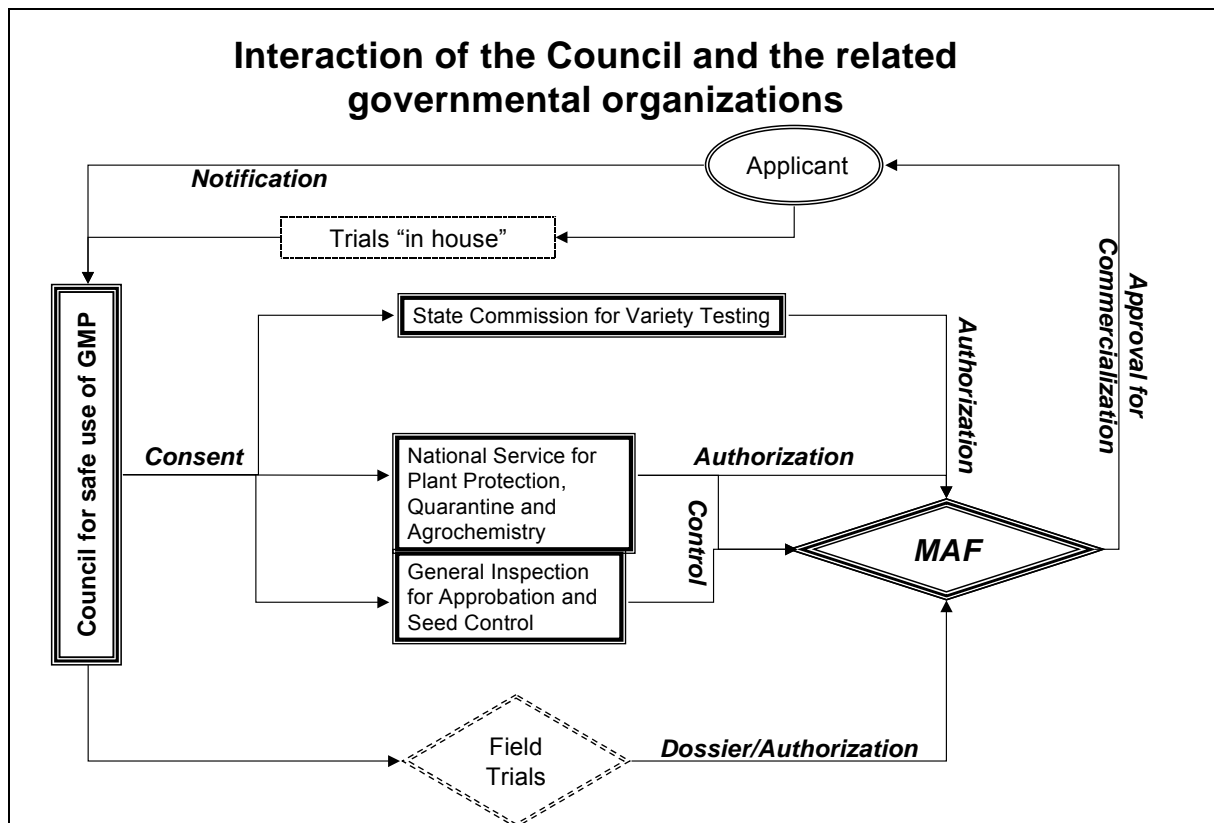 Interaction of the Council and the related
governmental organizations
Applicant
Notification
Trials “in house”
Approval for
Commercialization
State Commission for Variety Testing
Authorization
Council for safe use of GMP
Consent
National Service for
Plant Protection,
Quarantine and
Agrochemistry
Authorization
Control
MAF
General Inspection
for Approbation and
Seed Control
Field
Trials
Dossier/Authorization